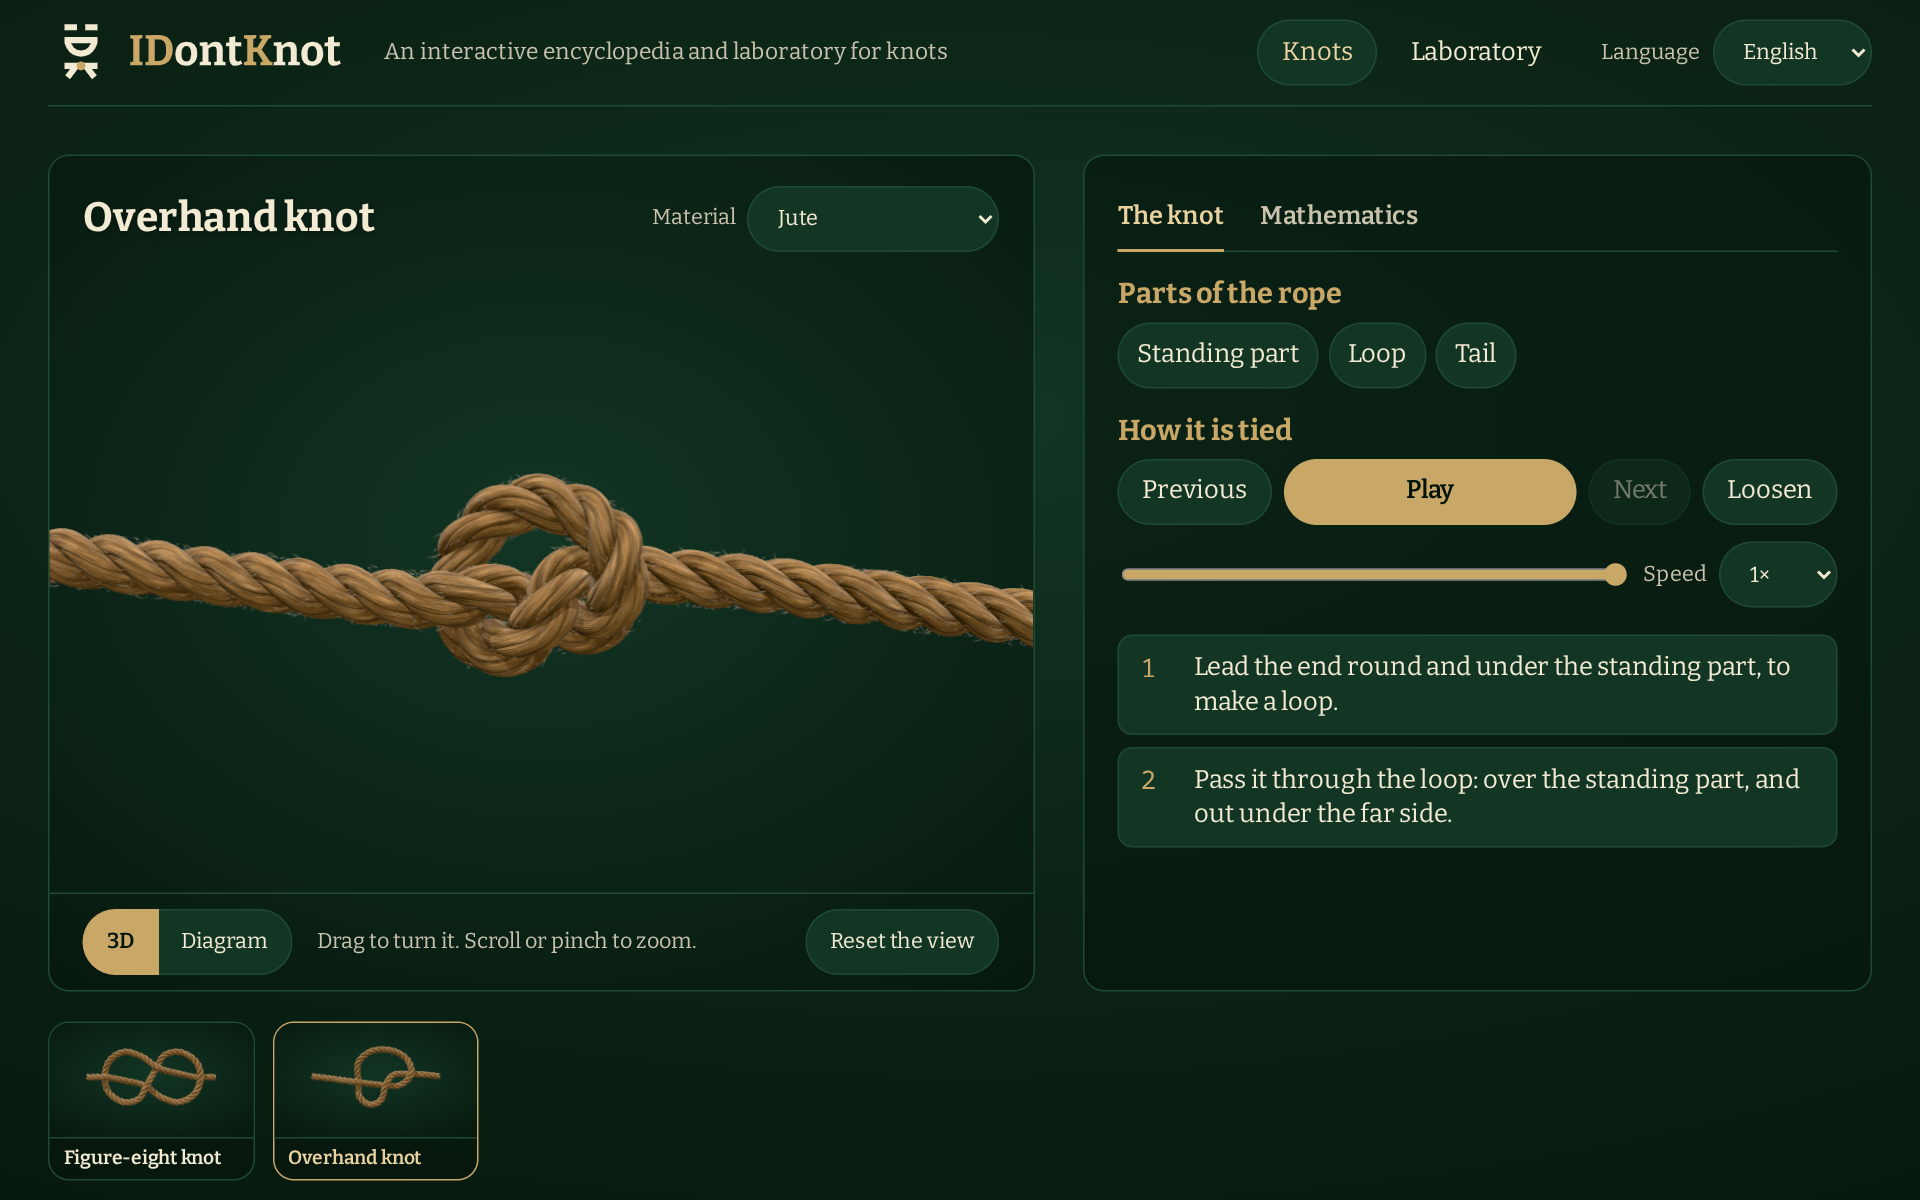 IDontKnot
An interactive encyclopedia and laboratory for knots
Knots
Laboratory
Language
English
Overhand knot
Material
Jute
The knot
Mathematics
Parts of the rope
Standing part
Loop
Tail
How it is tied
Previous
Play
Next
Loosen
Speed
1×
1
Lead the end round and under the standing part, to
make a loop.
2
Pass it through the loop: over the standing part, and
out under the far side.
3D
Diagram
Drag to turn it. Scroll or pinch to zoom.
Reset the view
Figure-eight knot
Overhand knot